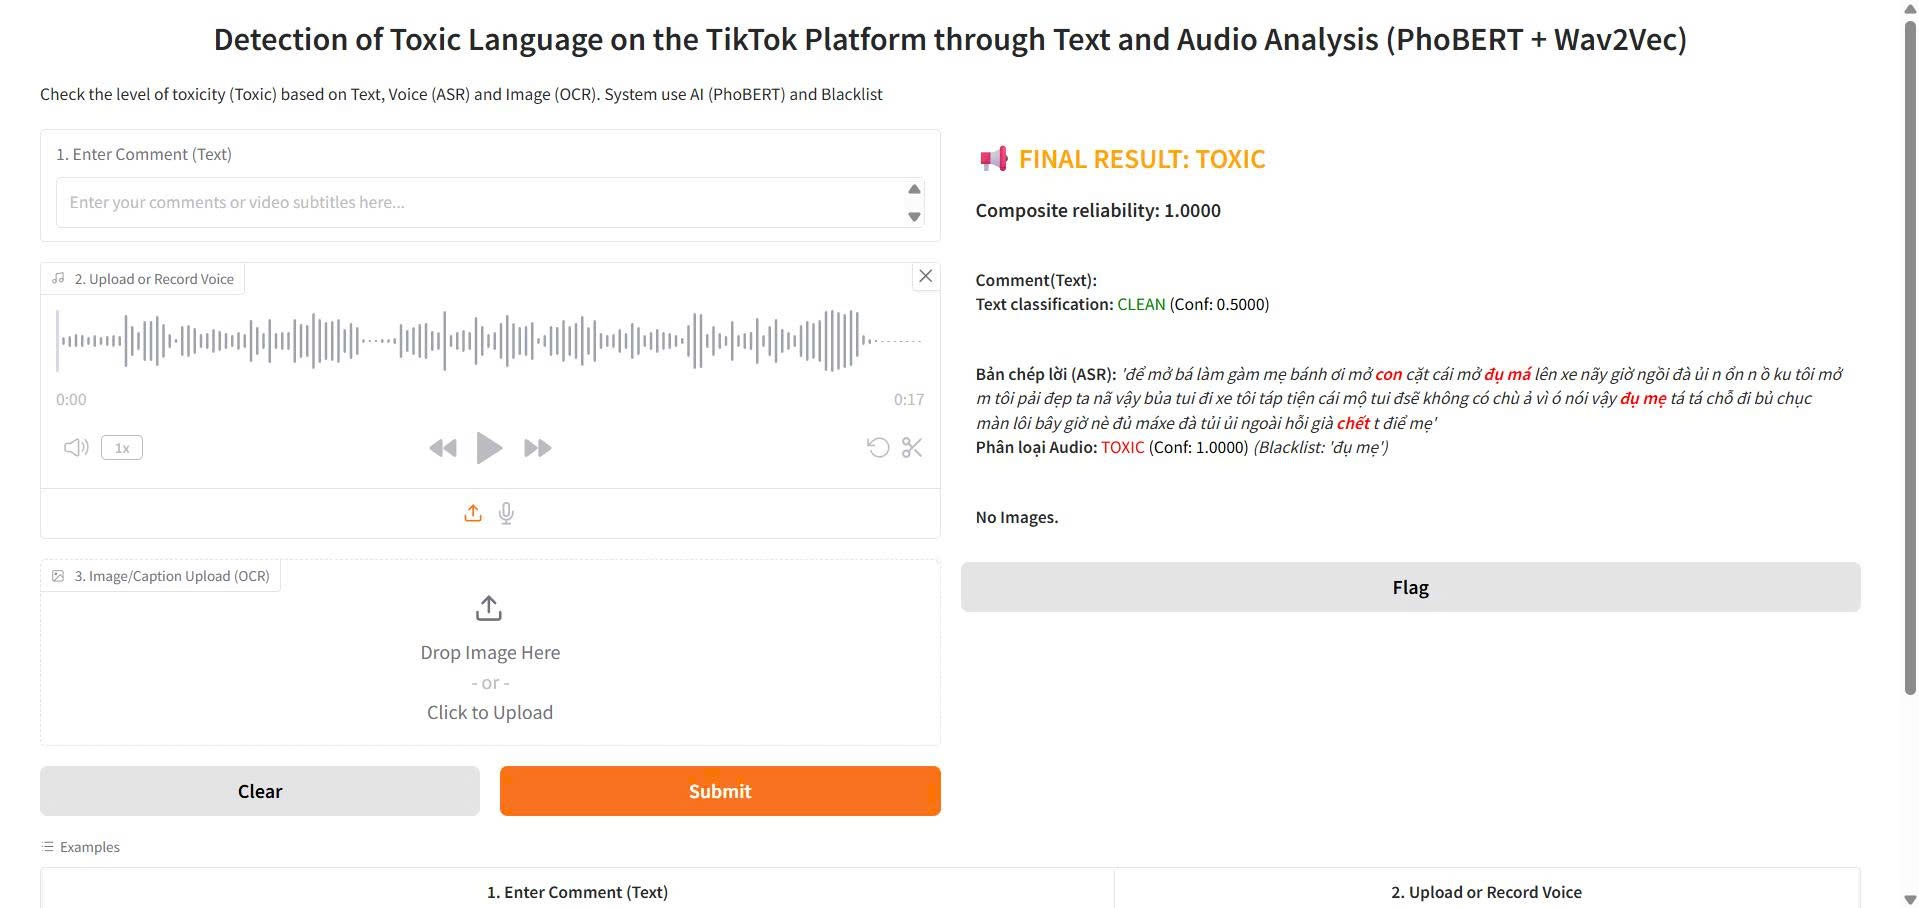 Detection of Toxic Language on the TikTok Platform through Text and Audio Analysis (PhoBERT + Wav2Vec)
Check the level of toxicity (Toxic) based on Text, Voice (ASR) and Image (OCR). System use AI (PhoBERT) and Blacklist
1. Enter Comment (Text)
Enter your comments or video subtitles here...
2. Upload or Record Voice
0:00
0:17
1x
3. Image/Caption Upload (OCR)
Drop Image Here
- or -
Click to Upload
Clear
Submit
FINAL RESULT: TOXIC
Composite reliability: 1.0000
Comment(Text):
Text classification: CLEAN (Conf: 0.5000)
Bản chép lời (ASR): 'để mở bá làm gàm mẹ bánh ơi mở con cặt cái mở đụ má lên xe nãy giờ ngồi đà ủi n ổn n ồ ku tôi mở
m tôi pải đẹp ta nã vậy bủa tui đi xe tôi táp tiện cái mộ tui đsẽ không có chù ả vì ó nói vậy đụ mẹ tá tá chỗ đi bủ chục
màn lôi bây giờ nè đủ máxe đà tủi ủi ngoài hỗi già chết t điể mẹ'
Phân loại Audio: TOXIC (Conf: 1.0000) (Blacklist: 'đụ mẹ')
No Images.
Flag
Examples
1. Enter Comment (Text)
2. Upload or Record Voice